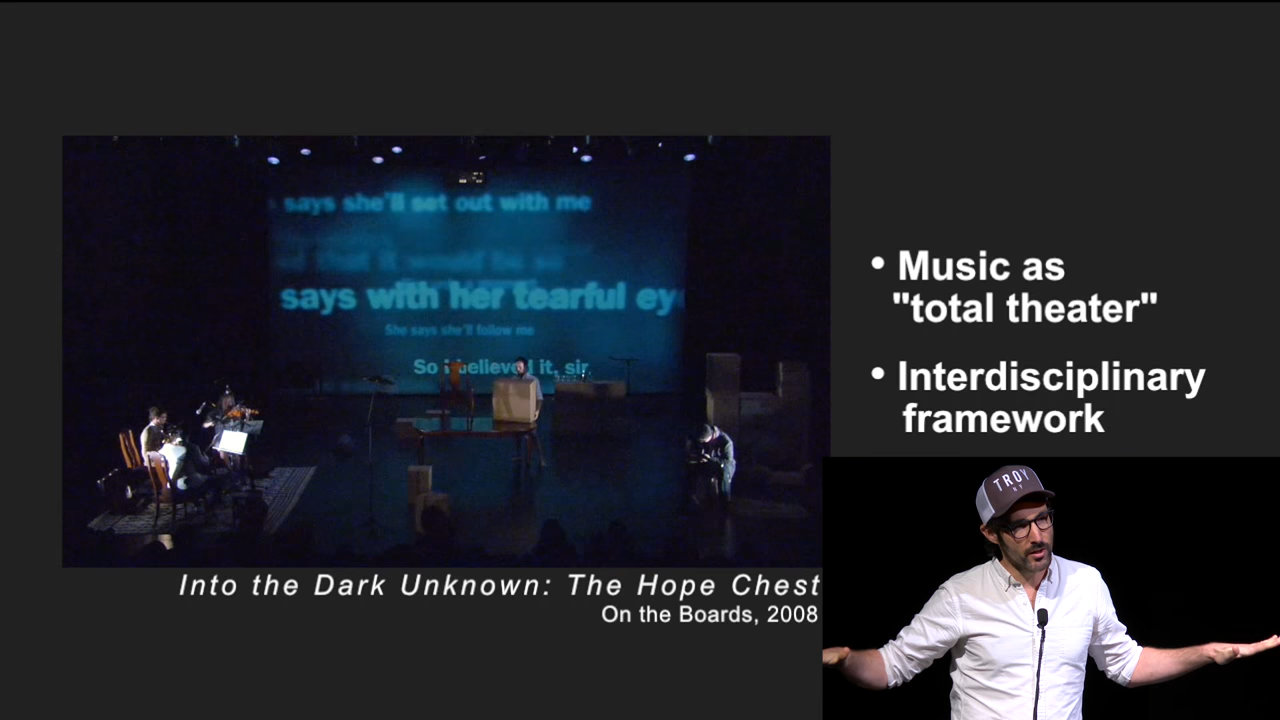 says she'll set out with me
says with her tearful ey
She says she'll follow me
So i believed it, sir.
• Music as
"total theater"
• Interdisciplinary
framework
Into the Dark Unknown: The Hope Chest
On the Boards, 2008
TROY
NY